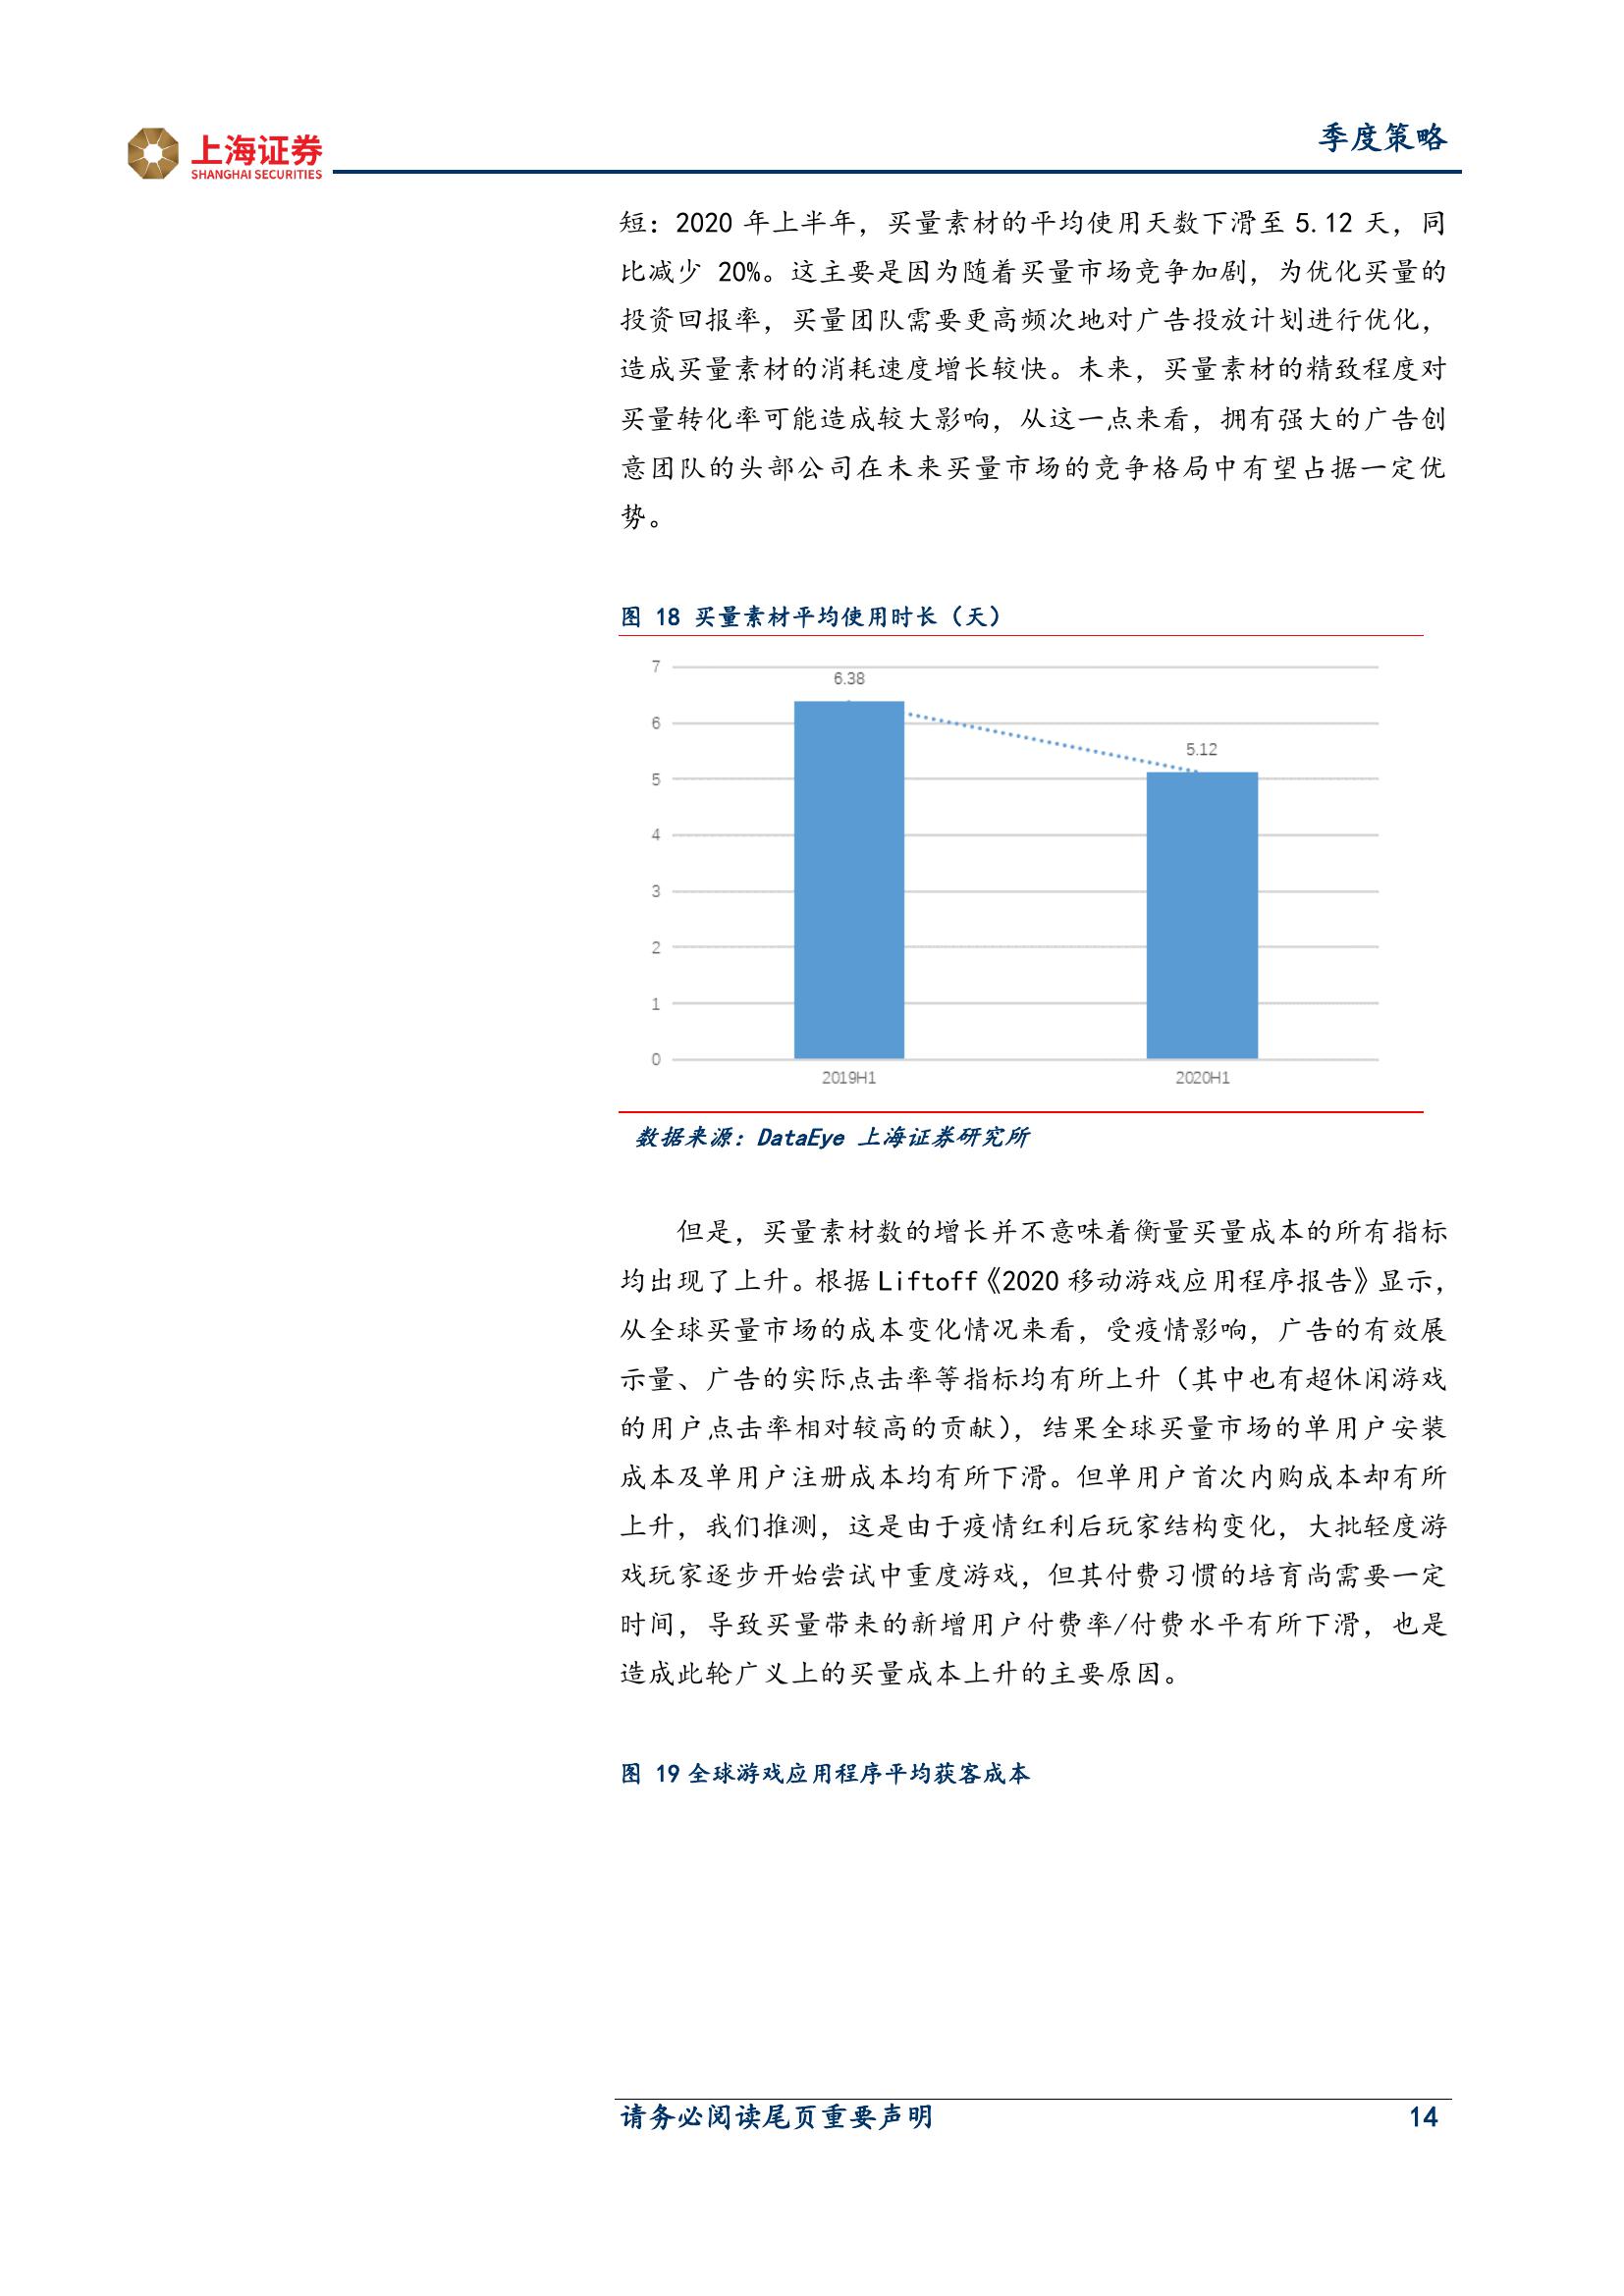 上海证券
SHANGHAI SECURITIES
季度策略
短：2020 年上半年，买量素材的平均使用天数下滑至 5.12 天，同
比减少 20%。这主要是因为随着买量市场竞争加剧，为优化买量的
投资回报率，买量团队需要更高频次地对广告投放计划进行优化，
造成买量素材的消耗速度增长较快。未来，买量素材的精致程度对
买量转化率可能造成较大影响，从这一点来看，拥有强大的广告创
意团队的头部公司在未来买量市场的竞争格局中有望占据一定优
势。
图 18 买量素材平均使用时长（天）
7
6.38
6
5.12
5
4
3
2
1
0
2019H1
2020H1
数据来源：DataEye 上海证券研究所
但是，买量素材数的增长并不意味着衡量买量成本的所有指标
均出现了上升。根据 Liftoff《2020 移动游戏应用程序报告》显示，
从全球买量市场的成本变化情况来看，受疫情影响，广告的有效展
示量、广告的实际点击率等指标均有所上升（其中也有超休闲游戏
的用户点击率相对较高的贡献），结果全球买量市场的单用户安装
成本及单用户注册成本均有所下滑。但单用户首次内购成本却有所
上升，我们推测，这是由于疫情红利后玩家结构变化，大批轻度游
戏玩家逐步开始尝试中重度游戏，但其付费习惯的培育尚需要一定
时间，导致买量带来的新增用户付费率/付费水平有所下滑，也是
造成此轮广义上的买量成本上升的主要原因。
图 19 全球游戏应用程序平均获客成本
请务必阅读尾页重要声明
14